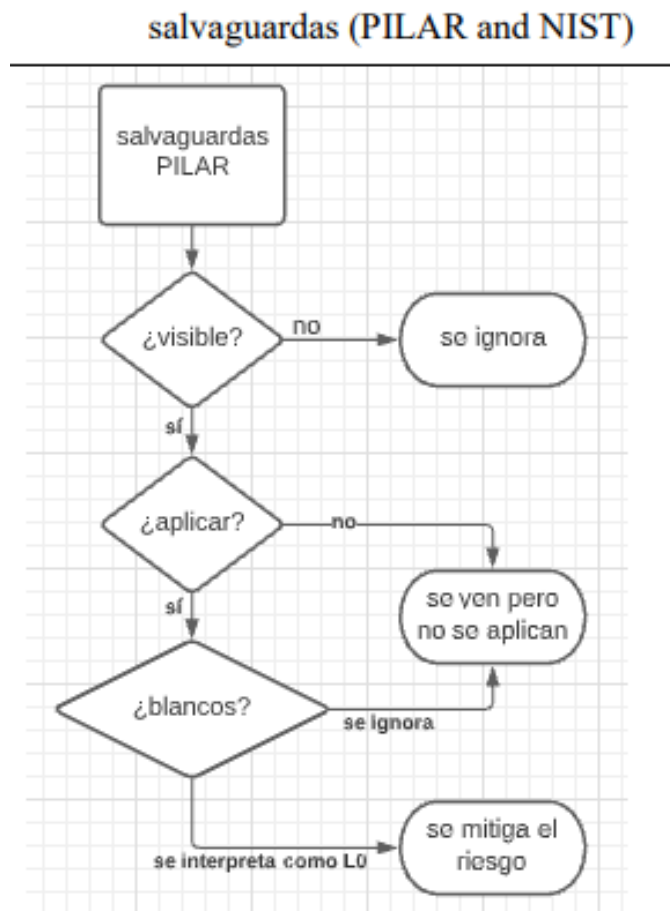 salvaguardas (PILAR and NIST)
salvaguardas
PILAR
¿visible?
no
se ignora
sí
¿aplicar?
no
se ven pero
no se aplican
sí
¿blancos?
se ignora
se interpreta como L0
se mitiga el
riesgo